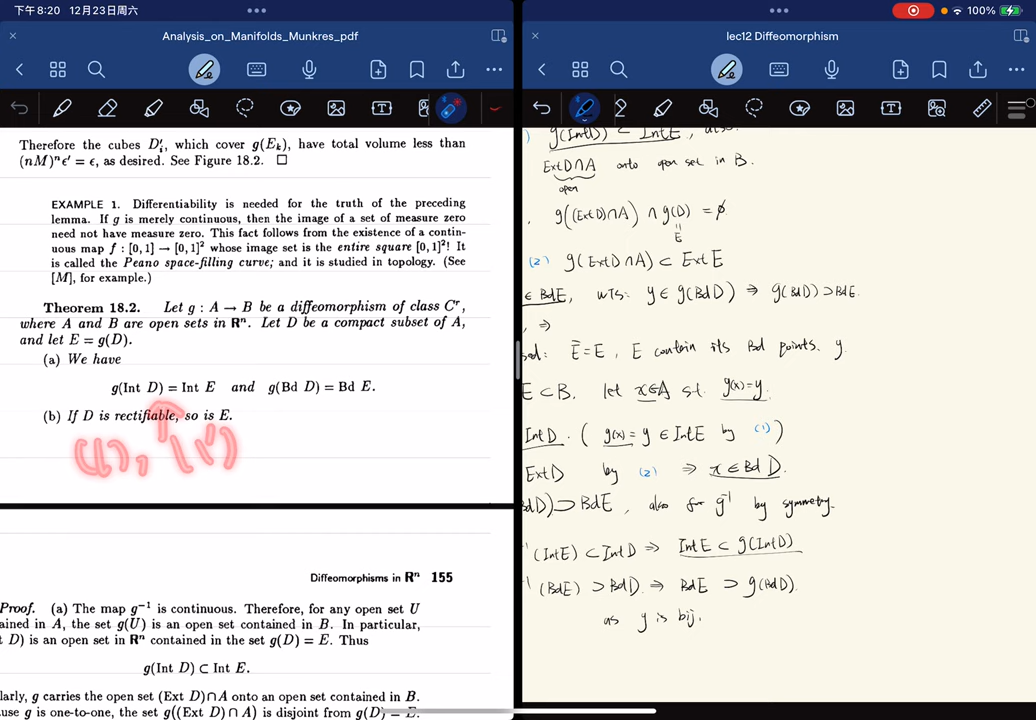 下午8:20 12月23日周六
100%
Analysis_on_Manifolds_Munkres_pdf
lec12 Diffeomorphism
Therefore the cubes D′ᵢ, which cover g(Eₖ), have total volume less than
(nM)ⁿε′ = ε, as desired. See Figure 18.2. □
EXAMPLE 1. Differentiability is needed for the truth of the preceding
lemma. If g is merely continuous, then the image of a set of measure zero
need not have measure zero. This fact follows from the existence of a contin-
uous map f : [0, 1] → [0, 1]² whose image set is the entire square [0, 1]²! It
is called the Peano space-filling curve; and it is studied in topology. (See
[M], for example.)
Theorem 18.2. Let g : A → B be a diffeomorphism of class Cʳ,
where A and B are open sets in Rⁿ. Let D be a compact subset of A,
and let E = g(D).
(a) We have
g(Int D) = Int E and g(Bd D) = Bd E.
(b) If D is rectifiable, so is E.
(1), (1')
Diffeomorphisms in Rⁿ 155
Proof. (a) The map g⁻¹ is continuous. Therefore, for any open set U
ained in A, the set g(U) is an open set contained in B. In particular,
t D) is an open set in Rⁿ contained in the set g(D) = E. Thus
g(Int D) ⊂ Int E.
larly, g carries the open set (Ext D)∩A onto an open set contained in B.
use g is one-to-one, the set g((Ext D) ∩ A) is disjoint from g(D) = E.
) g(IntD) ⊂ IntE, also
ExtD∩A onto open set in B.
open
g((ExtD)∩A) ∩ g(D) = ∅
=
E
(2) g(ExtD∩A) ⊂ ExtE
∈ BdE, WTS: y ∈ g(BdD) ⇒ g(BdD) ⊃ BdE.
, ⇒
sed: Ē = E, E contain its Bd points. y.
E ⊂ B. let x∈A st. g(x)=y.
IntD. ( g(x) = y ∈ IntE by (1) )
ExtD by (2) ⇒ x ∈ Bd D.
BdD) ⊃ BdE, also for g⁻¹ by symmetry.
⁻¹(IntE) ⊂ IntD ⇒ IntE ⊂ g(IntD)
⁻¹(BdE) ⊃ BdD. ⇒ BdE ⊃ g(BdD).
as g is bij.